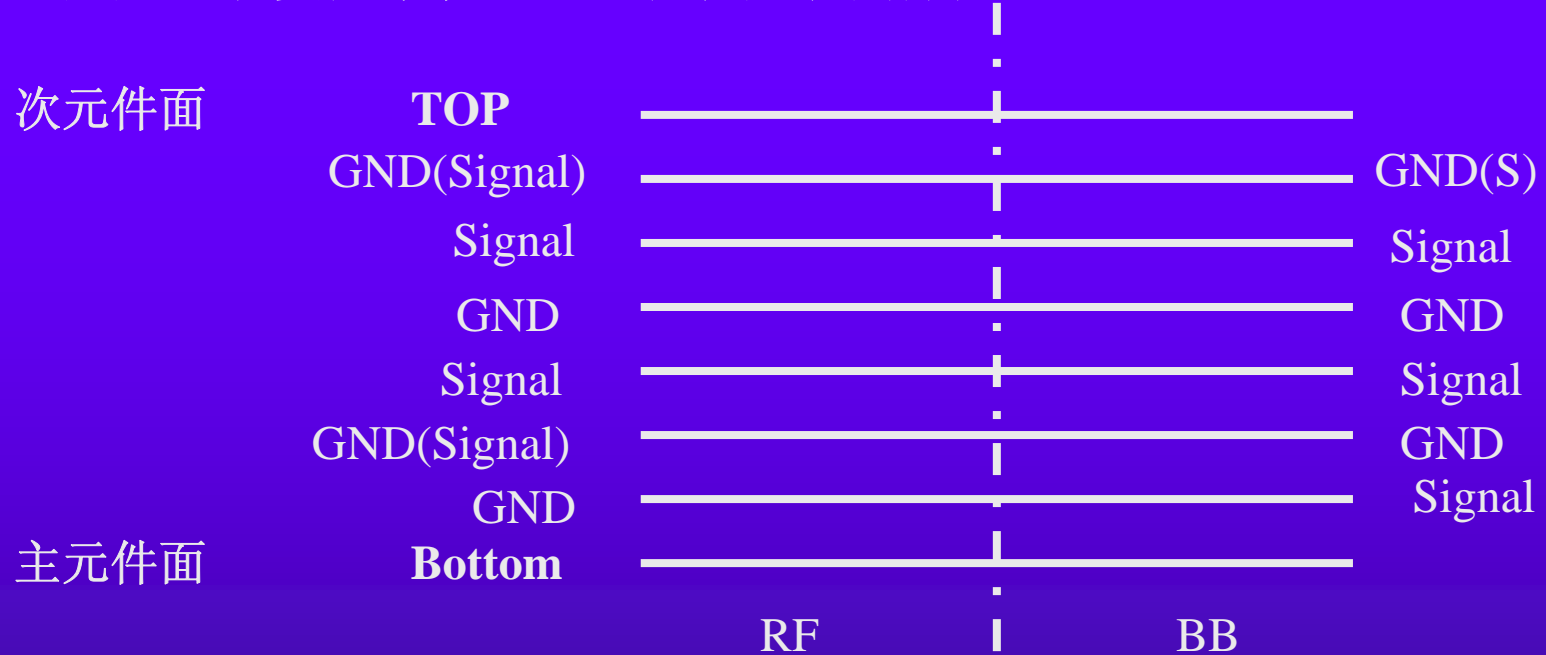 次元件面 TOP
GND(Signal) GND(S)
Signal Signal
GND GND
Signal Signal
GND(Signal) GND
GND Signal
主元件面 Bottom
RF BB